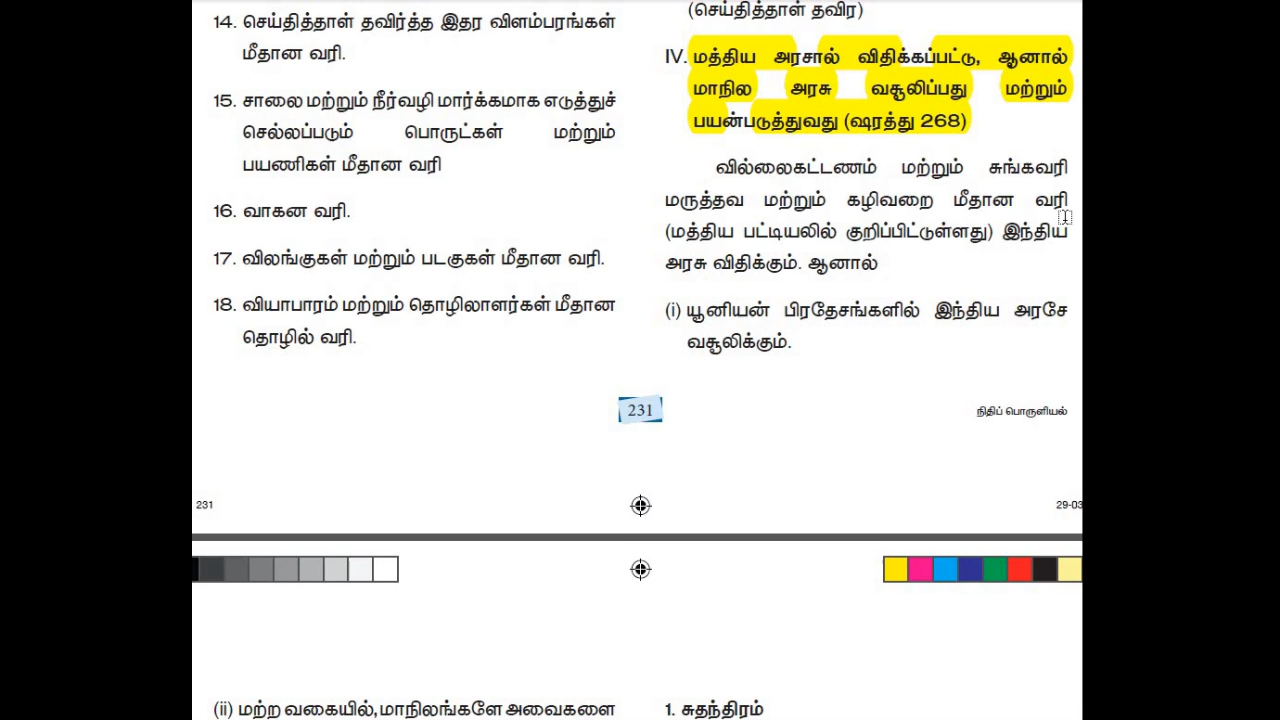 14. செய்தித்தாள் தவிர்த்த இதர விளம்பரங்கள்
மீதான வரி.
15. சாலை மற்றும் நீர்வழி மார்க்கமாக எடுத்துச்
செல்லப்படும் பொருட்கள் மற்றும்
பயணிகள் மீதான வரி
16. வாகன வரி.
17. விலங்குகள் மற்றும் படகுகள் மீதான வரி.
18. வியாபாரம் மற்றும் தொழிலாளர்கள் மீதான
தொழில் வரி.
(செய்தித்தாள் தவிர)
IV. மத்திய அரசால் விதிக்கப்பட்டு, ஆனால்
மாநில அரசு வசூலிப்பது மற்றும்
பயன்படுத்துவது (ஷரத்து 268)
வில்லைகட்டணம் மற்றும் சுங்கவரி
மருத்தவ மற்றும் கழிவறை மீதான வரி
(மத்திய பட்டியலில் குறிப்பிட்டுள்ளது) இந்திய
அரசு விதிக்கும். ஆனால்
(i) யூனியன் பிரதேசங்களில் இந்திய அரசே
வசூலிக்கும்.
231
நிதிப் பொருளியல்
231
29-03
(ii) மற்ற வகையில், மாநிலங்களே அவைகளை
1. சுதந்திரம்